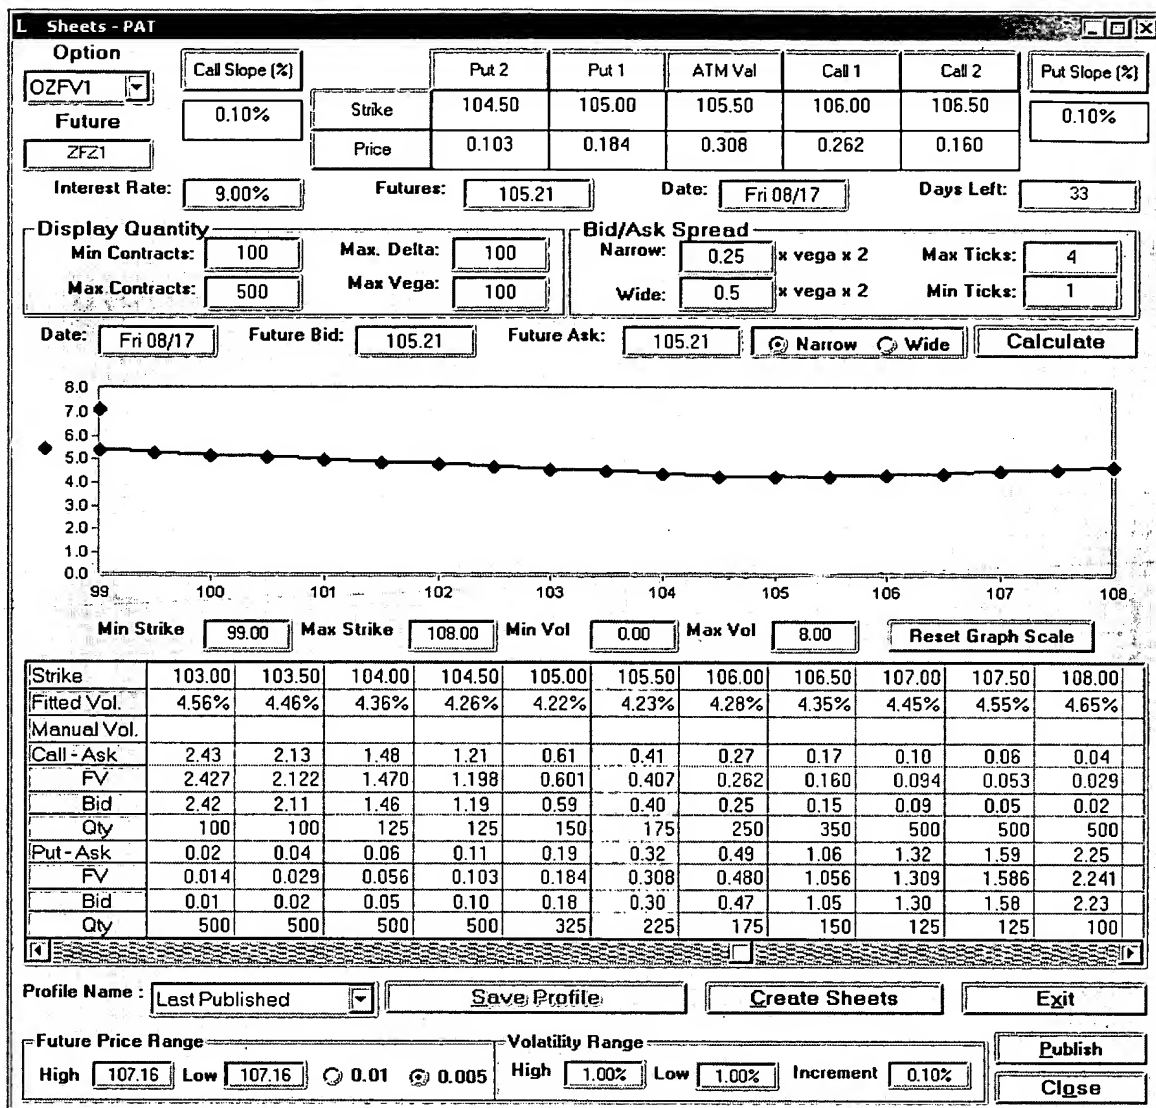 L Sheets - PAT
Option
OZFV1
Future
ZFZ1
Call Slope (%)
0.10%
Put 2 Put 1 ATM Val Call 1 Call 2
Strike 104.50 105.00 105.50 106.00 106.50
Price 0.103 0.184 0.308 0.262 0.160
Put Slope (%)
0.10%
Interest Rate: 9.00% Futures: 105.21 Date: Fri 08/17 Days Left: 33
Display Quantity
Min Contracts: 100 Max. Delta: 100
Max Contracts: 500 Max Vega: 100
Bid/Ask Spread
Narrow: 0.25 x vega x 2 Max Ticks: 4
Wide: 0.5 x vega x 2 Min Ticks: 1
Date: Fri 08/17 Future Bid: 105.21 Future Ask: 105.21 Narrow Wide Calculate
8.0
7.0
6.0
5.0
4.0
3.0
2.0
1.0
0.0
99 100 101 102 103 104 105 106 107 108
Min Strike 99.00 Max Strike 108.00 Min Vol 0.00 Max Vol 8.00 Reset Graph Scale
Strike 103.00 103.50 104.00 104.50 105.00 105.50 106.00 106.50 107.00 107.50 108.00
Fitted Vol. 4.56% 4.46% 4.36% 4.26% 4.22% 4.23% 4.28% 4.35% 4.45% 4.55% 4.65%
Manual Vol.
Call - Ask 2.43 2.13 1.48 1.21 0.61 0.41 0.27 0.17 0.10 0.06 0.04
FV 2.427 2.122 1.470 1.198 0.601 0.407 0.262 0.160 0.094 0.053 0.029
Bid 2.42 2.11 1.46 1.19 0.59 0.40 0.25 0.15 0.09 0.05 0.02
Qty 100 100 125 125 150 175 250 350 500 500 500
Put - Ask 0.02 0.04 0.06 0.11 0.19 0.32 0.49 1.06 1.32 1.59 2.25
FV 0.014 0.029 0.056 0.103 0.184 0.308 0.480 1.056 1.309 1.586 2.241
Bid 0.01 0.02 0.05 0.10 0.18 0.30 0.47 1.05 1.30 1.58 2.23
Qty 500 500 500 500 325 225 175 150 125 125 100
Profile Name : Last Published Save Profile Create Sheets Exit
Future Price Range
High 107.16 Low 107.16 0.01 0.005
Volatility Range
High 1.00% Low 1.00% Increment 0.10%
Publish
Close